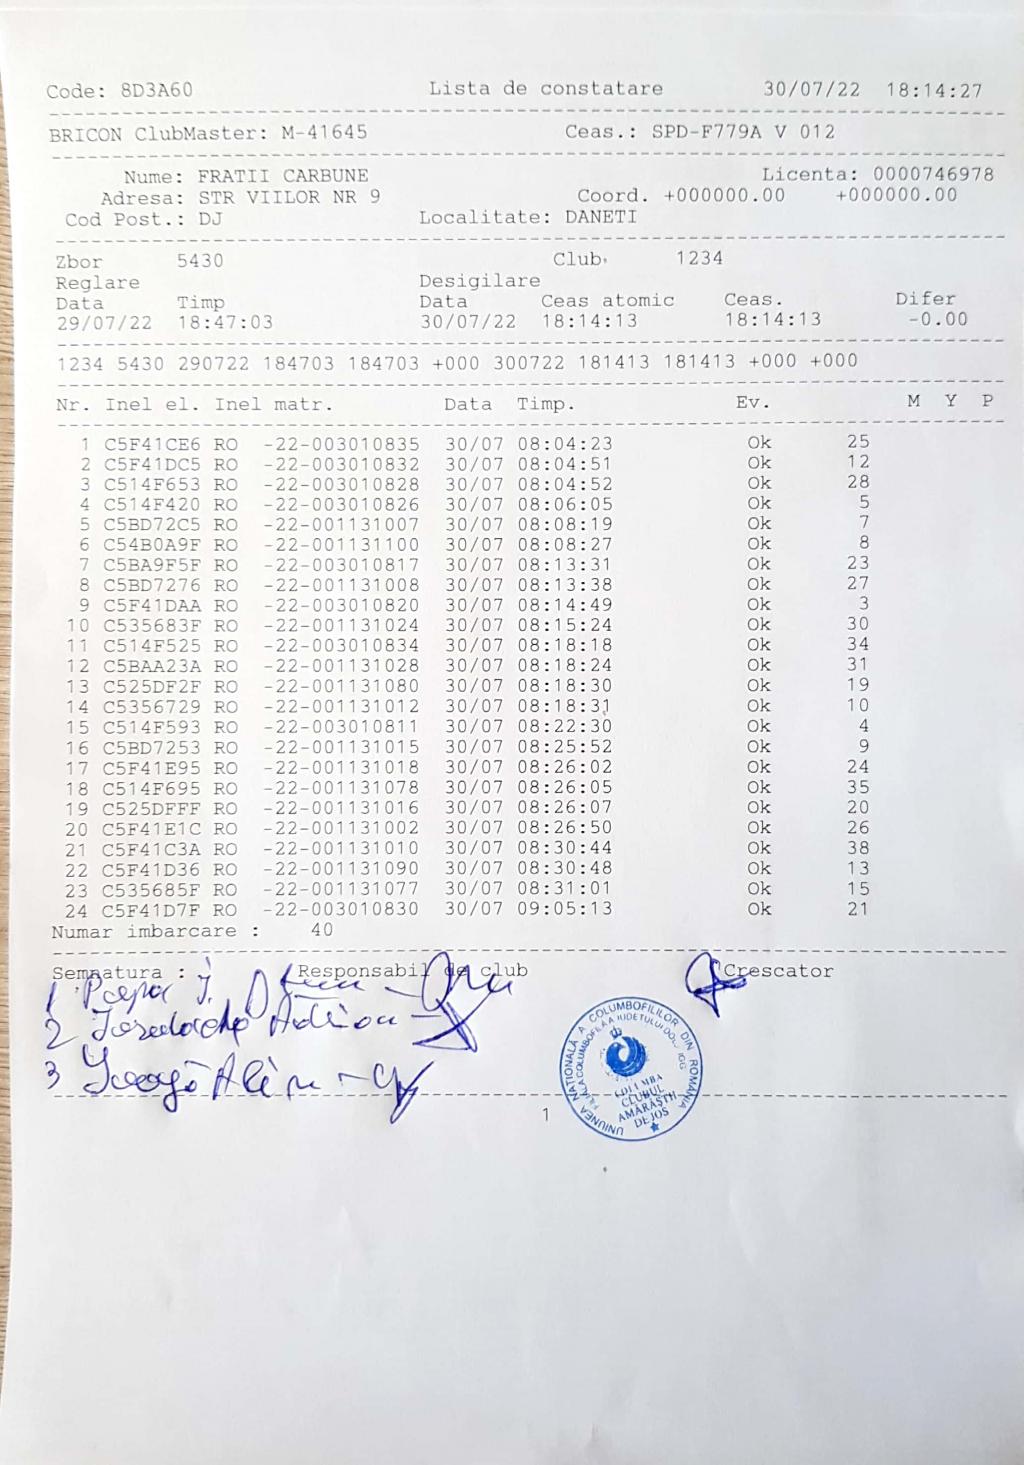 Code: 8D3A60 Lista de constatare 30/07/22 18:14:27
BRICON ClubMaster: M-41645 Ceas.: SPD-F779A V 012
Nume: FRATII CARBUNE Licenta: 0000746978
Adresa: STR VIILOR NR 9 Coord. +000000.00 +000000.00
Cod Post.: DJ Localitate: DANETI
Zbor 5430 Club. 1234
Reglare Desigilare
Data Timp Data Ceas atomic Ceas. Difer
29/07/22 18:47:03 30/07/22 18:14:13 18:14:13 -0.00
1234 5430 290722 184703 184703 +000 300722 181413 181413 +000 +000
Nr. Inel el. Inel matr. Data Timp. Ev. M Y P
1 C5F41CE6 RO -22-003010835 30/07 08:04:23 Ok 25
2 C5F41DC5 RO -22-003010832 30/07 08:04:51 Ok 12
3 C514F653 RO -22-003010828 30/07 08:04:52 Ok 28
4 C514F420 RO -22-003010826 30/07 08:06:05 Ok 5
5 C5BD72C5 RO -22-001131007 30/07 08:08:19 Ok 7
6 C54B0A9F RO -22-001131100 30/07 08:08:27 Ok 8
7 C5BA9F5F RO -22-003010817 30/07 08:13:31 Ok 23
8 C5BD7276 RO -22-001131008 30/07 08:13:38 Ok 27
9 C5F41DAA RO -22-003010820 30/07 08:14:49 Ok 3
10 C535683F RO -22-001131024 30/07 08:15:24 Ok 30
11 C514F525 RO -22-003010834 30/07 08:18:18 Ok 34
12 C5BAA23A RO -22-001131028 30/07 08:18:24 Ok 31
13 C525DF2F RO -22-001131080 30/07 08:18:30 Ok 19
14 C5356729 RO -22-001131012 30/07 08:18:31 Ok 10
15 C514F593 RO -22-003010811 30/07 08:22:30 Ok 4
16 C5BD7253 RO -22-001131015 30/07 08:25:52 Ok 9
17 C5F41E95 RO -22-001131018 30/07 08:26:02 Ok 24
18 C514F695 RO -22-001131078 30/07 08:26:05 Ok 35
19 C525DFFF RO -22-001131016 30/07 08:26:07 Ok 20
20 C5F41E1C RO -22-001131002 30/07 08:26:50 Ok 26
21 C5F41C3A RO -22-001131010 30/07 08:30:44 Ok 38
22 C5F41D36 RO -22-001131090 30/07 08:30:48 Ok 13
23 C535685F RO -22-001131077 30/07 08:31:01 Ok 15
24 C5F41D7F RO -22-003010830 30/07 09:05:13 Ok 21
Numar imbarcare : 40
Semnatura : Responsabil de club Crescator
1
2
3
UNIUNEA NAȚIONALĂ A COLUMBOFILILOR DIN ROMÂNIA
COLUMBA
CLUBUL
AMĂRĂȘTII
DE JOS
1